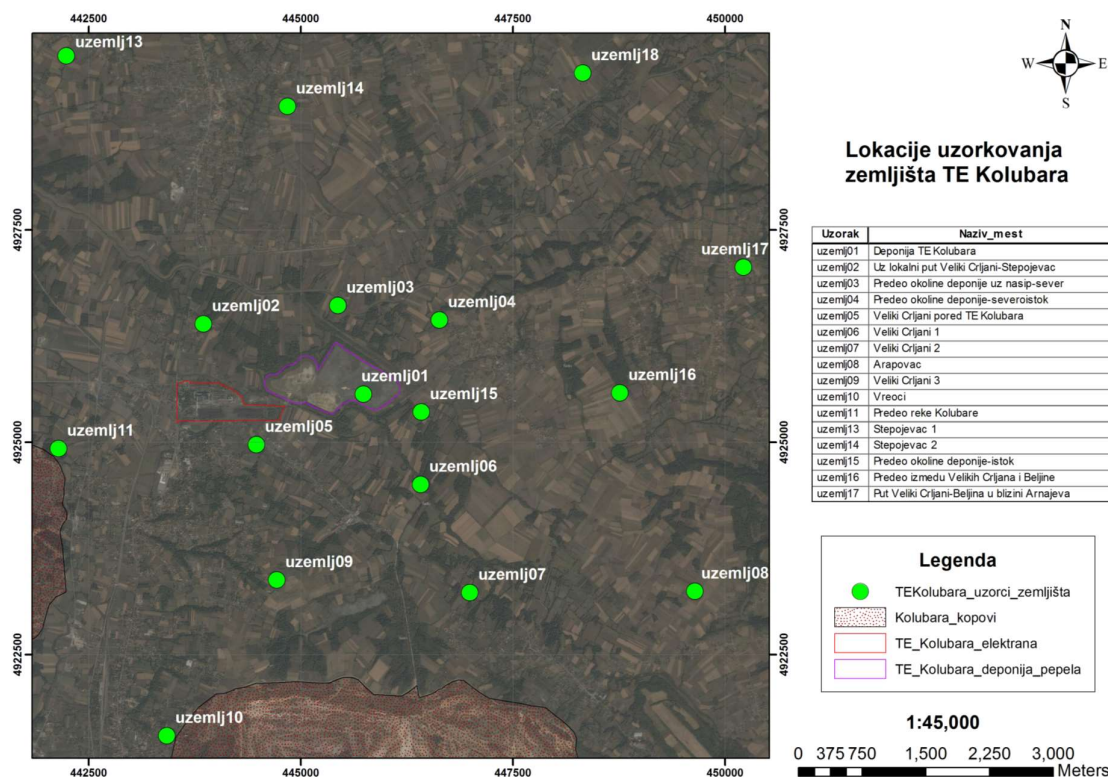 442500 445000 447500 450000
uzemlj13
uzemlj18
uzemlj14
N
W E
S
Lokacije uzorkovanja
zemljišta TE Kolubara
4927500 4927500
uzemlj17
uzemlj03
uzemlj02
uzemlj04
uzemlj01
uzemlj16
uzemlj15
uzemlj05
uzemlj11
4925000 4925000
uzemlj06
uzemlj09
uzemlj07
uzemlj08
4922500 4922500
uzemlj10
442500 445000 447500 450000
Uzorak Naziv_mest
uzemlj01 Deponija TE Kolubara
uzemlj02 Uz lokalni put Veliki Crljani-Stepojevac
uzemlj03 Predeo okoline deponije uz nasip-sever
uzemlj04 Predeo okoline deponije-severoistok
uzemlj05 Veliki Crljani pored TE Kolubara
uzemlj06 Veliki Crljani 1
uzemlj07 Veliki Crljani 2
uzemlj08 Arapovac
uzemlj09 Veliki Crljani 3
uzemlj10 Vreoci
uzemlj11 Predeo reke Kolubare
uzemlj13 Stepojevac 1
uzemlj14 Stepojevac 2
uzemlj15 Predeo okoline deponije-istok
uzemlj16 Predeo između Velikih Crljana i Beljine
uzemlj17 Put Veliki Crljani-Beljina u blizini Arnajeva
Legenda
TEKolubara_uzorci_zemljišta
Kolubara_kopovi
TE_Kolubara_elektrana
TE_Kolubara_deponija_pepela
1:45,000
0 375 750 1,500 2,250 3,000
Meters